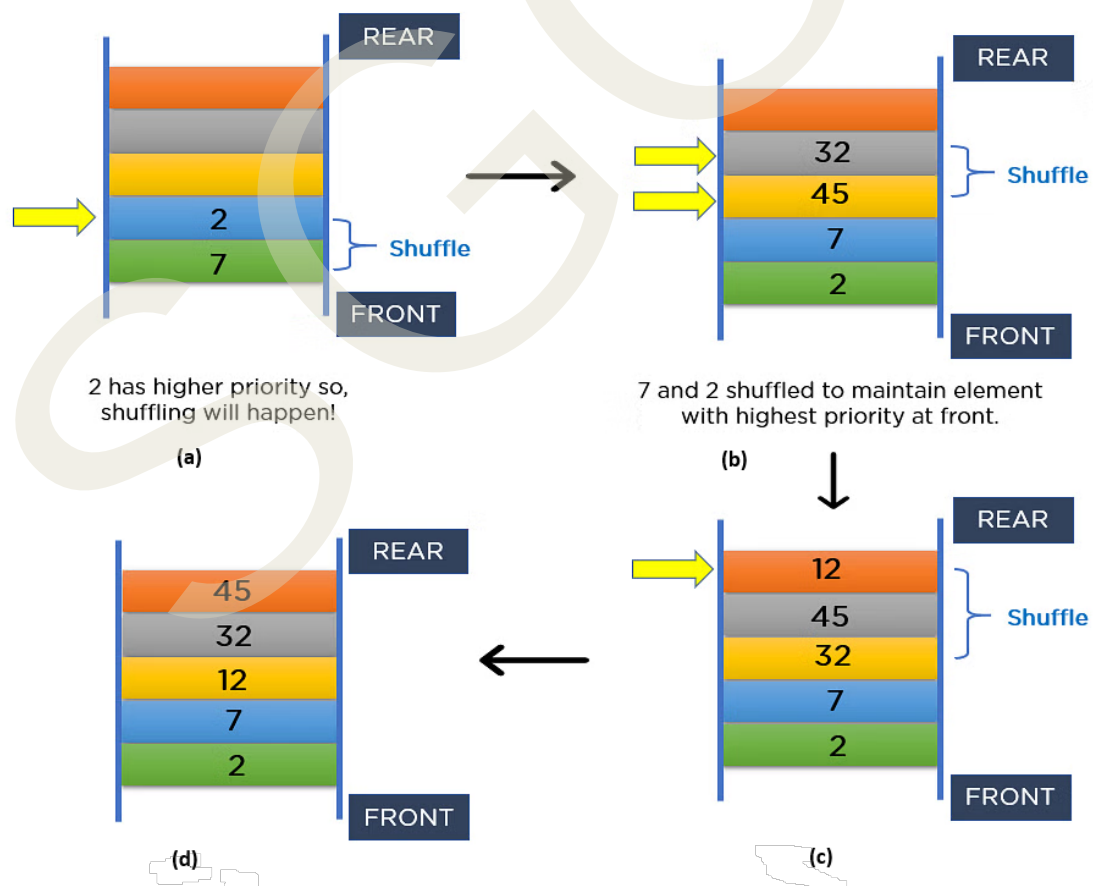 REAR
2
7
Shuffle
FRONT
2 has higher priority so,
shuffling will happen!
(a)
REAR
32
45
7
2
Shuffle
FRONT
7 and 2 shuffled to maintain element
with highest priority at front.
(b)
REAR
12
45
32
7
2
Shuffle
FRONT
(c)
REAR
45
32
12
7
2
FRONT
(d)